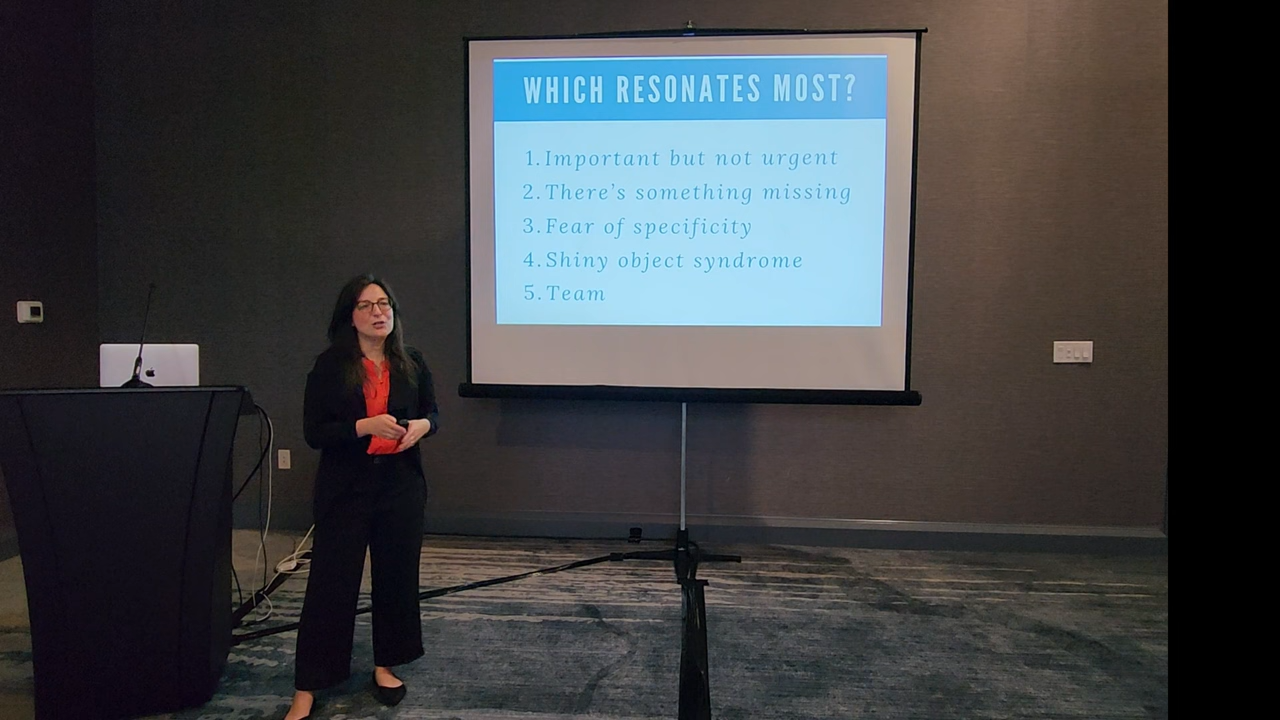 WHICH RESONATES MOST?
1. Important but not urgent
2. There's something missing
3. Fear of specificity
4. Shiny object syndrome
5. Team